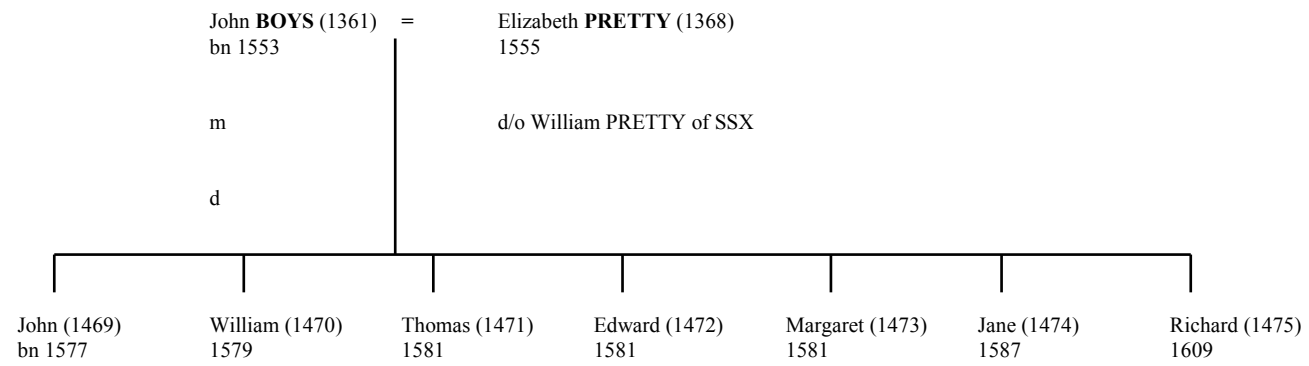 John BOYS (1361) = Elizabeth PRETTY (1368)
bn 1553 1555
m d/o William PRETTY of SSX
d
John (1469) William (1470) Thomas (1471) Edward (1472) Margaret (1473) Jane (1474) Richard (1475)
bn 1577 1579 1581 1581 1581 1587 1609